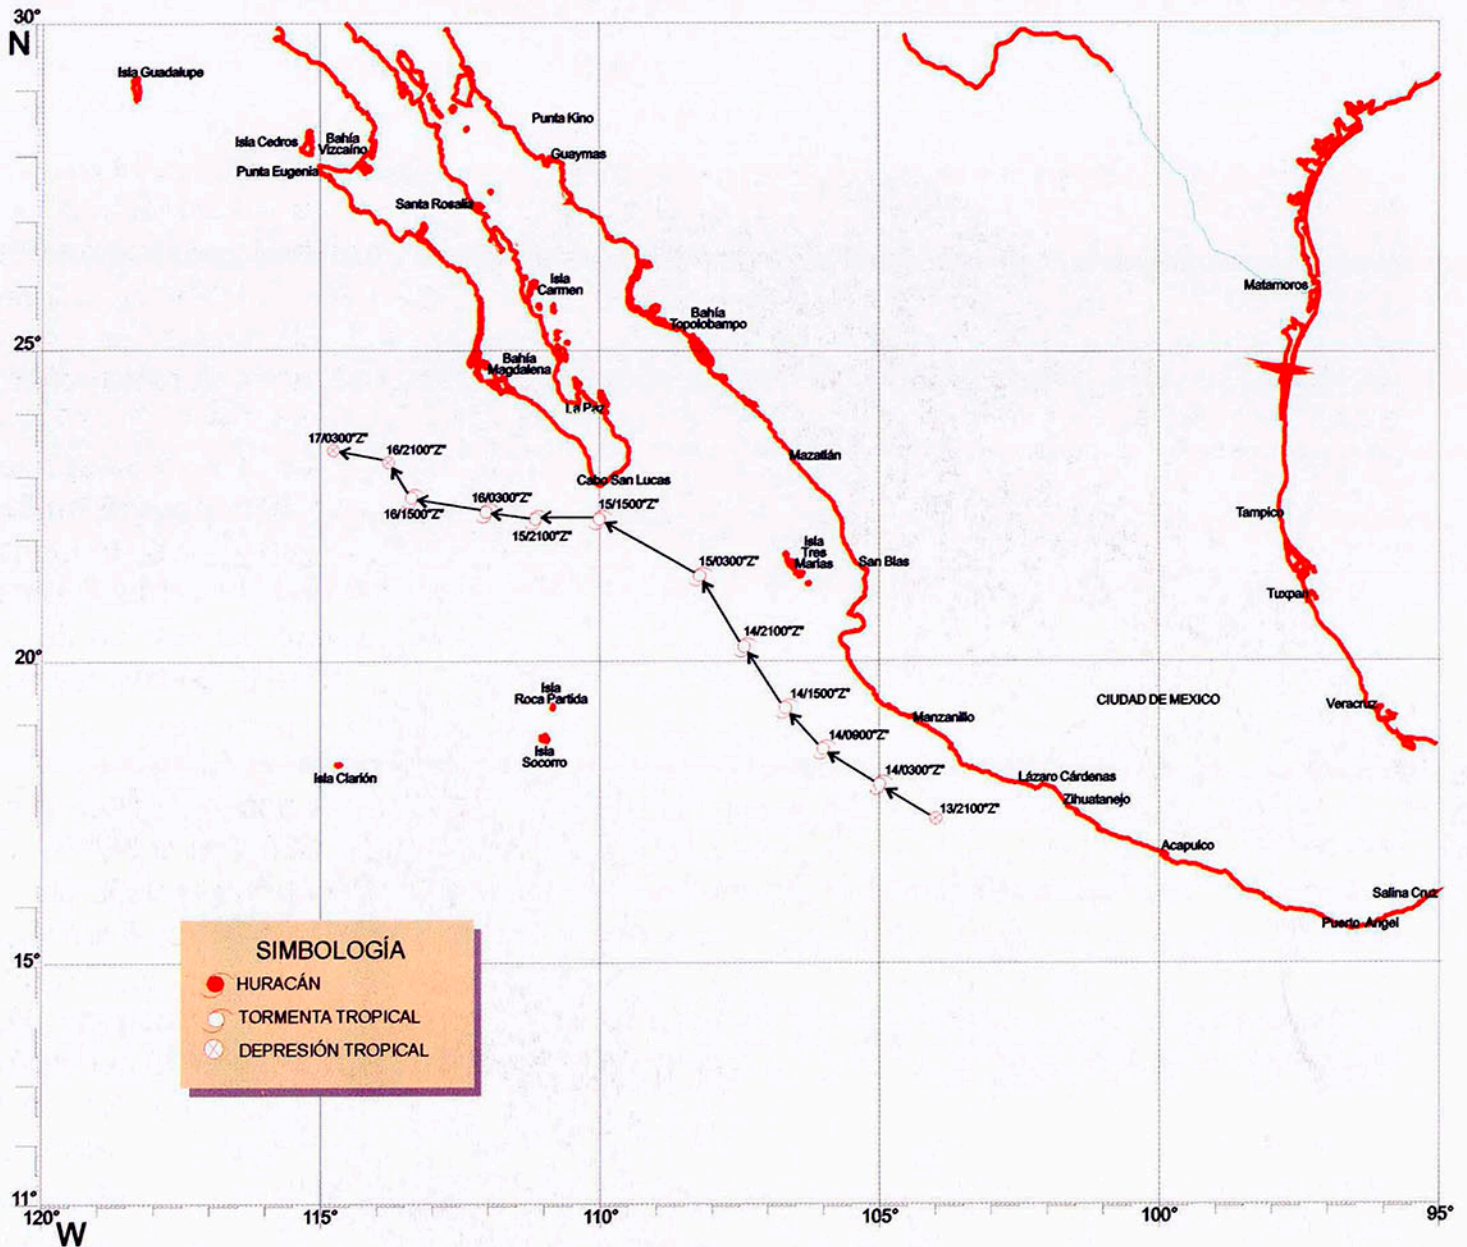 30°
N
Isla Guadalupe
Punta Kino
Isla Cedros
Bahía
Vizcaíno
Guaymas
Punta Eugenia
Santa Rosalía
Isla
Carmen
Matamoros
Bahía
Topolobampo
25°
Bahía
Magdalena
La Paz
17/0300"Z"
16/2100"Z"
Mazatlán
Cabo San Lucas
16/0300"Z"
15/1500"Z"
16/1500"Z"
15/2100"Z"
Tampico
Isla
Tres
Marías
15/0300"Z"
San Blas
Tuxpan
14/2100"Z"
20°
Isla
Roca Partida
14/1500"Z"
CIUDAD DE MEXICO
Veracruz
Manzanillo
14/0900"Z"
Isla
Socorro
Isla Clarión
14/0300"Z"
Lázaro Cárdenas
Zihuatanejo
13/2100"Z"
Acapulco
Salina Cruz
Puerto Angel
15°
SIMBOLOGÍA
HURACÁN
TORMENTA TROPICAL
DEPRESIÓN TROPICAL
11°
120°
115°
110°
105°
100°
95°
W